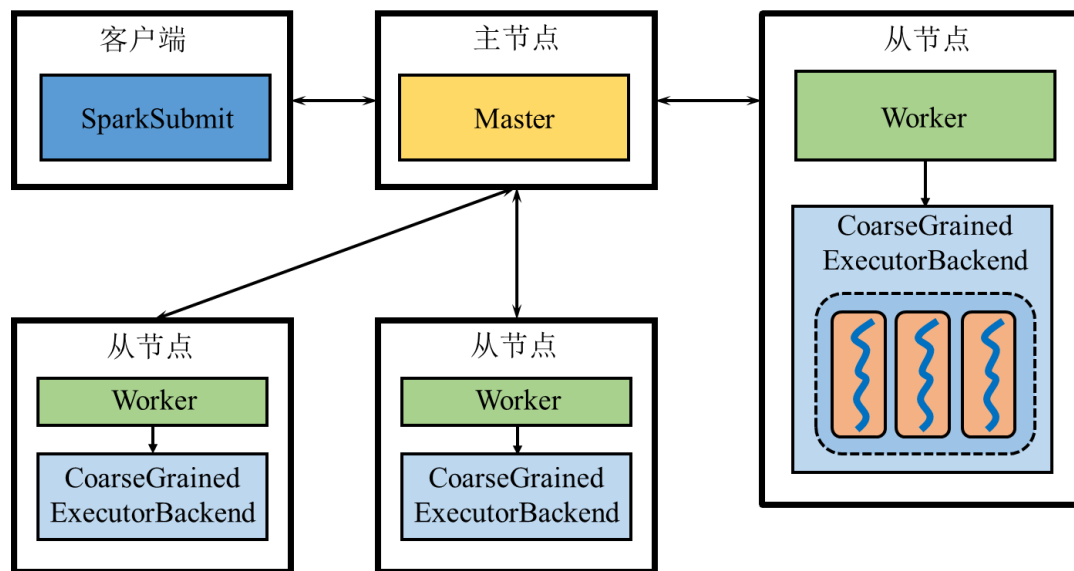 客户端
SparkSubmit
主节点
Master
从节点
Worker
CoarseGrained
ExecutorBackend
从节点
Worker
CoarseGrained
ExecutorBackend
从节点
Worker
CoarseGrained
ExecutorBackend